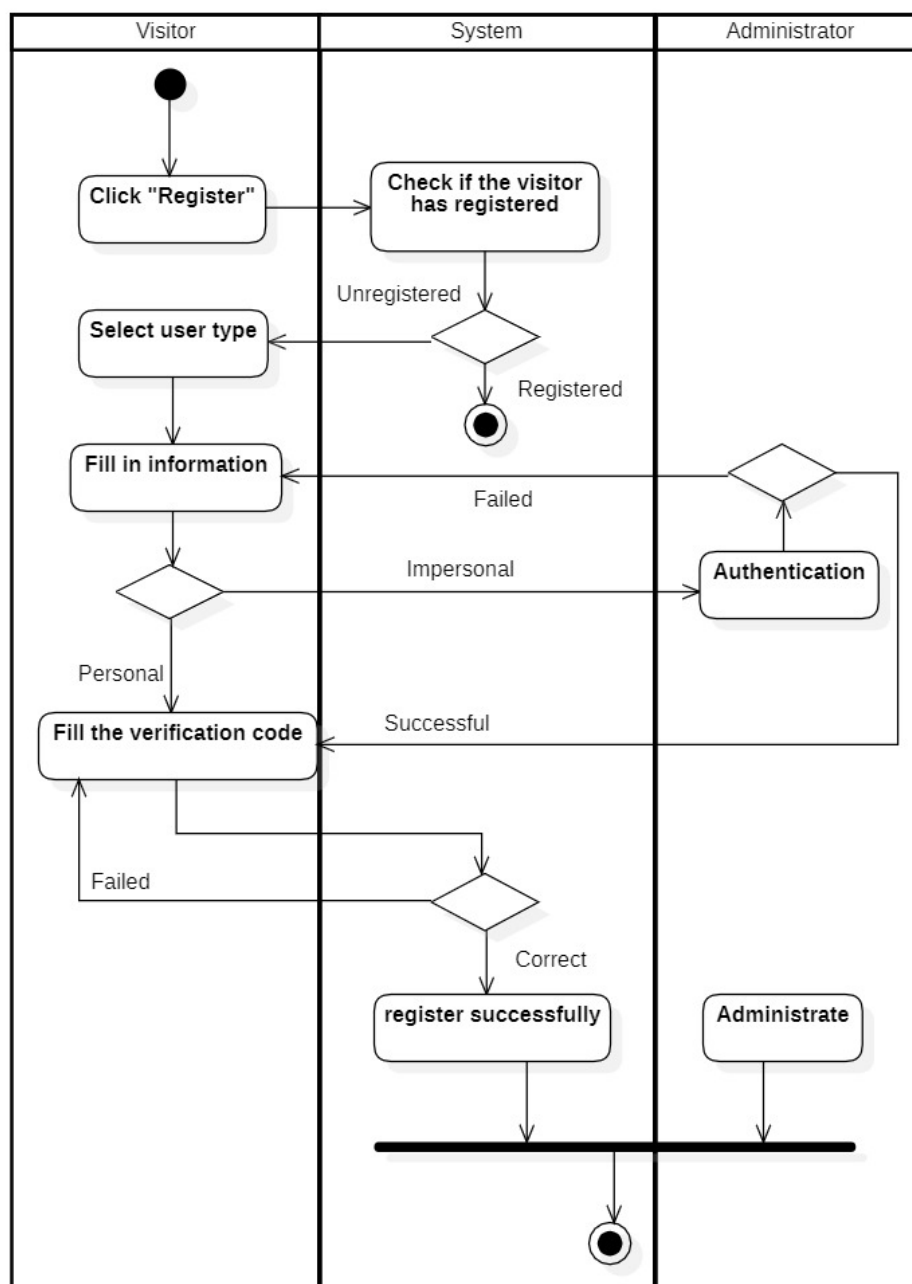 Visitor
System
Administrator
Click "Register"
Check if the visitor
has registered
Unregistered
Select user type
Registered
Fill in information
Failed
Impersonal
Authentication
Personal
Fill the verification code
Successful
Failed
Correct
register successfully
Administrate